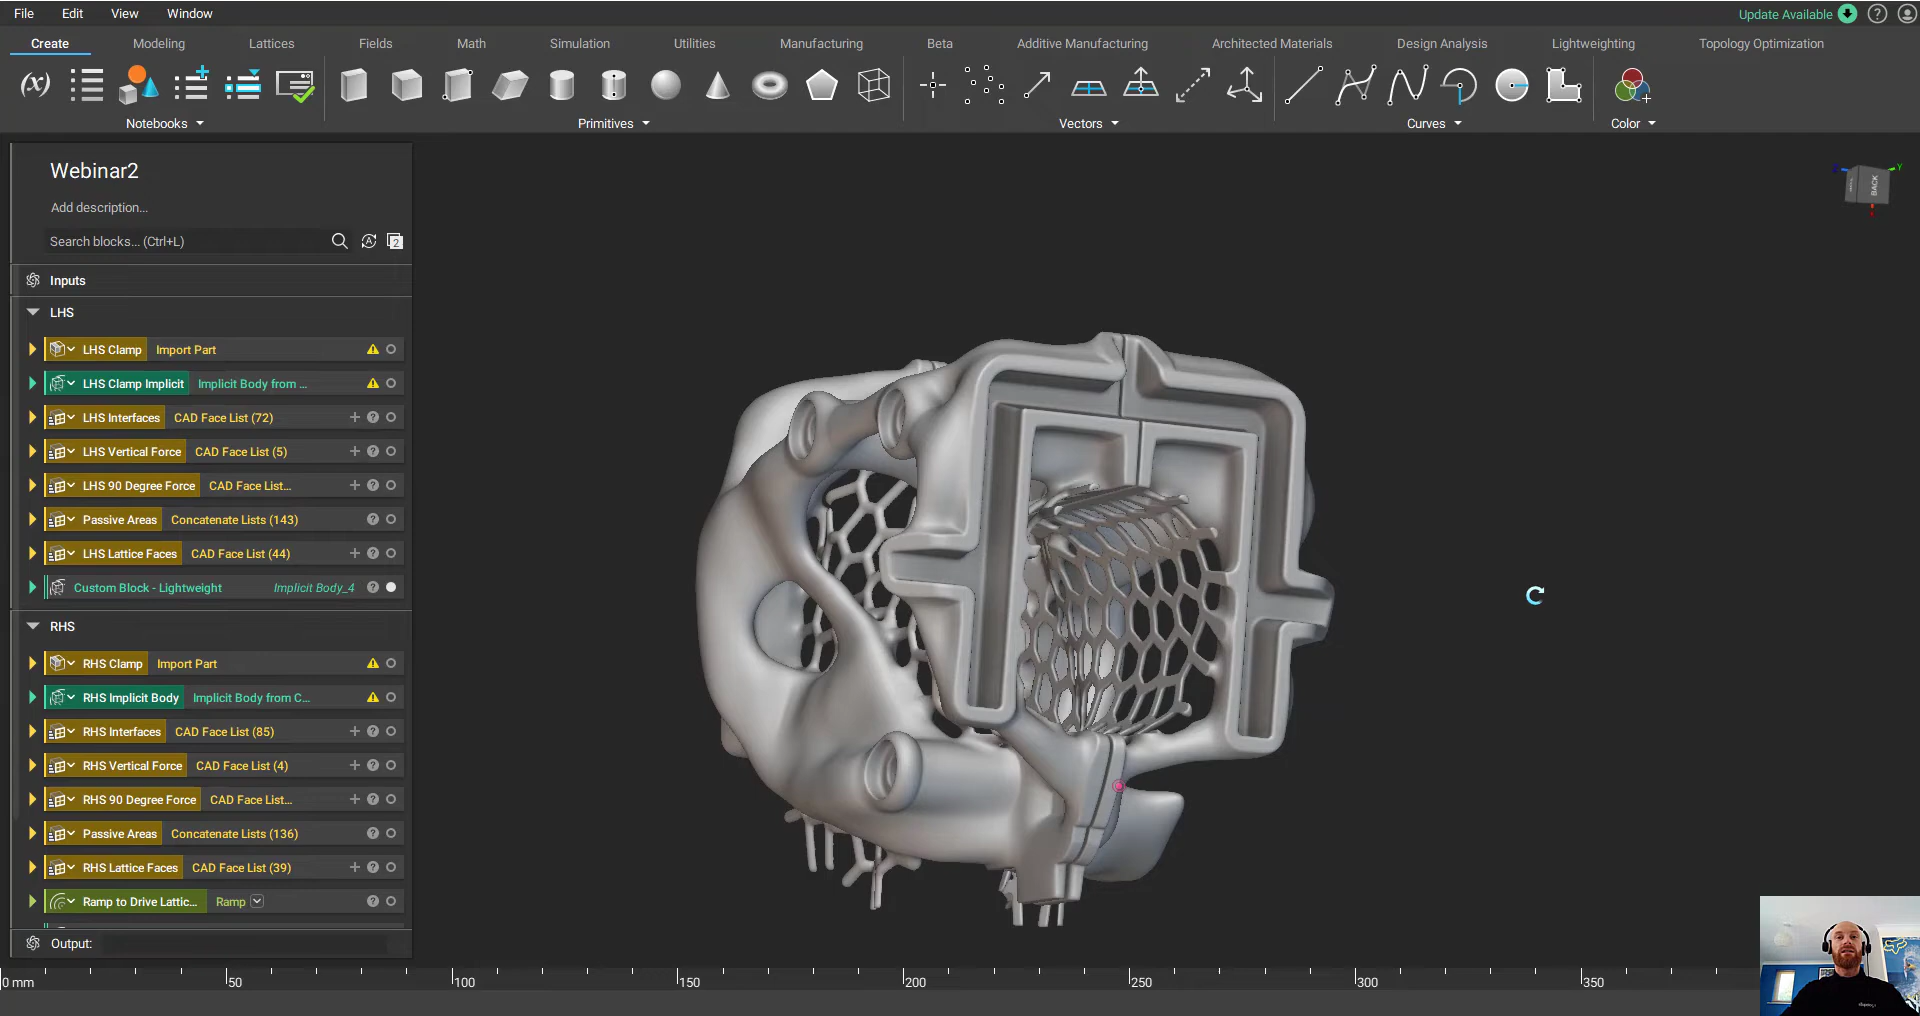 File Edit View Window Update Available
Create Modeling Lattices Fields Math Simulation Utilities Manufacturing Beta Additive Manufacturing Architected Materials Design Analysis Lightweighting Topology Optimization
(x)
Notebooks Primitives Vectors Curves Color
Webinar2
Add description...
Search blocks... (Ctrl+L) 2
Inputs
LHS
LHS Clamp Import Part
LHS Clamp Implicit Implicit Body from ...
LHS Interfaces CAD Face List (72)
LHS Vertical Force CAD Face List (5)
LHS 90 Degree Force CAD Face List...
Passive Areas Concatenate Lists (143)
LHS Lattice Faces CAD Face List (44)
Custom Block - Lightweight Implicit Body_4
RHS
RHS Clamp Import Part
RHS Implicit Body Implicit Body from C...
RHS Interfaces CAD Face List (85)
RHS Vertical Force CAD Face List (4)
RHS 90 Degree Force CAD Face List...
Passive Areas Concatenate Lists (136)
RHS Lattice Faces CAD Face List (39)
Ramp to Drive Lattic... Ramp
Output:
BACK
Y
0 mm 50 100 150 200 250 300 350